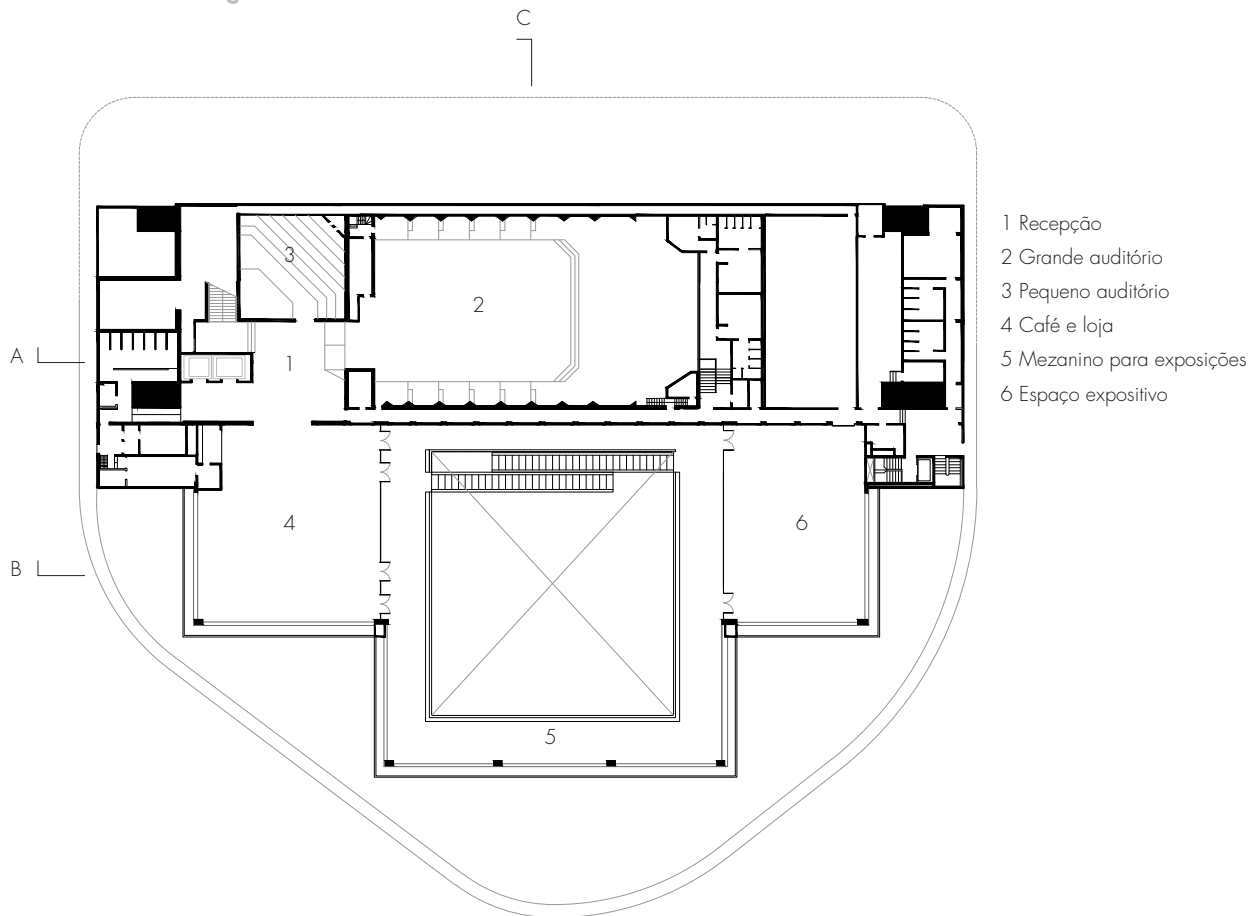 C
3
2
1
A
4
6
B
5
1 Recepção
2 Grande auditório
3 Pequeno auditório
4 Café e loja
5 Mezanino para exposições
6 Espaço expositivo